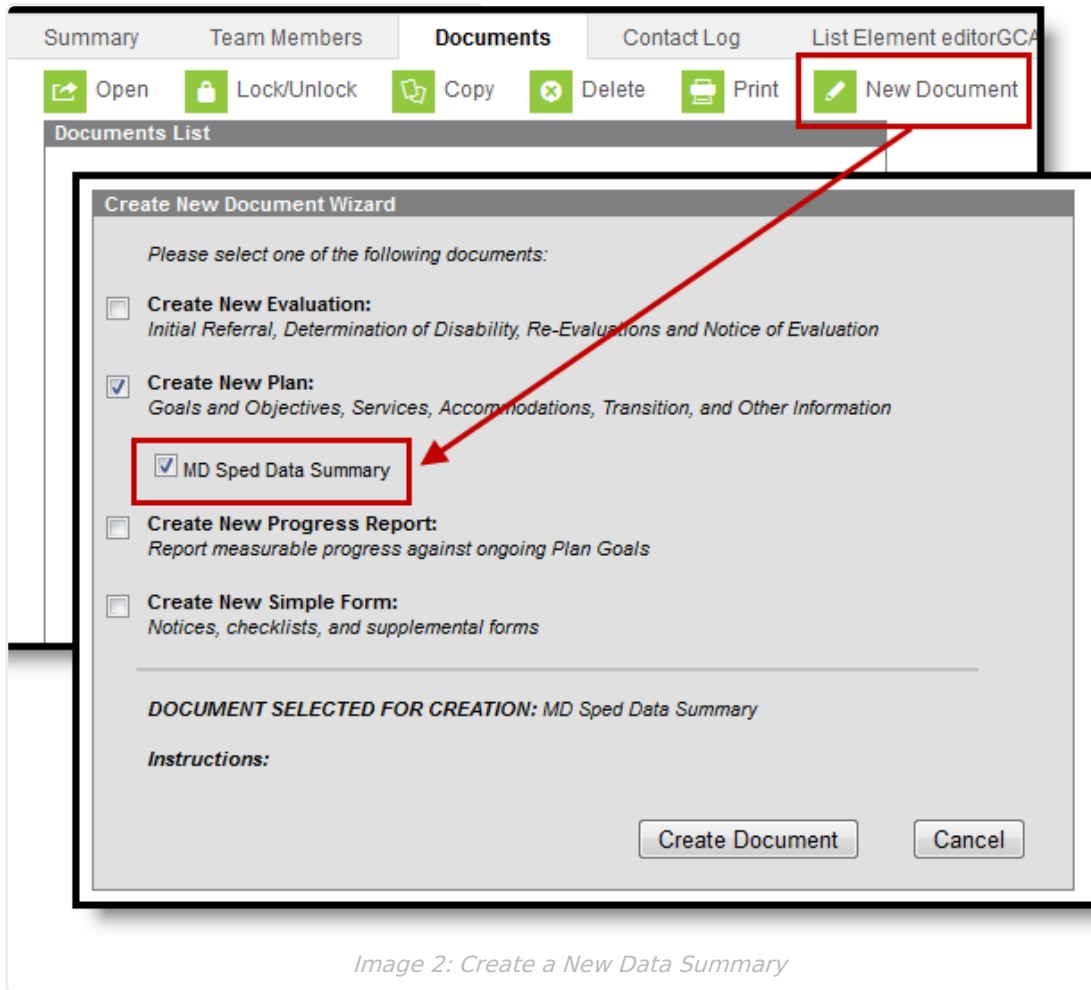 Summary Team Members Documents Contact Log List Element editorGCA
Open Lock/Unlock Copy Delete Print New Document
Documents List
Create New Document Wizard
Please select one of the following documents:
Create New Evaluation:
Initial Referral, Determination of Disability, Re-Evaluations and Notice of Evaluation
Create New Plan:
Goals and Objectives, Services, Accommodations, Transition, and Other Information
MD Sped Data Summary
Create New Progress Report:
Report measurable progress against ongoing Plan Goals
Create New Simple Form:
Notices, checklists, and supplemental forms
DOCUMENT SELECTED FOR CREATION: MD Sped Data Summary
Instructions:
Create Document Cancel
Image 2: Create a New Data Summary